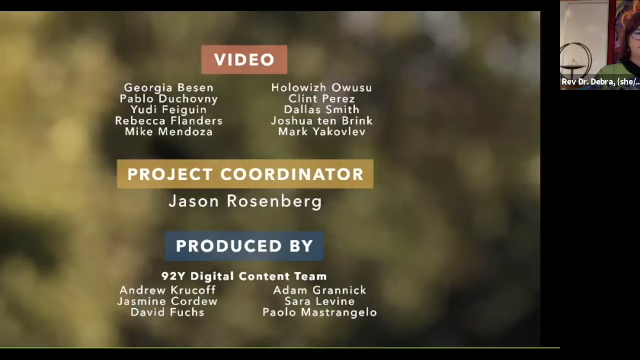 VIDEO
Georgia Besen
Pablo Duchovny
Yudi Feiguin
Rebecca Flanders
Mike Mendoza
Holowizh Owusu
Clint Perez
Dallas Smith
Joshua ten Brink
Mark Yakovlev
PROJECT COORDINATOR
Jason Rosenberg
PRODUCED BY
92Y Digital Content Team
Andrew Krucoff
Jasmine Cordew
David Fuchs
Adam Grannick
Sara Levine
Paolo Mastrangelo
Rev Dr. Debra, (she/...